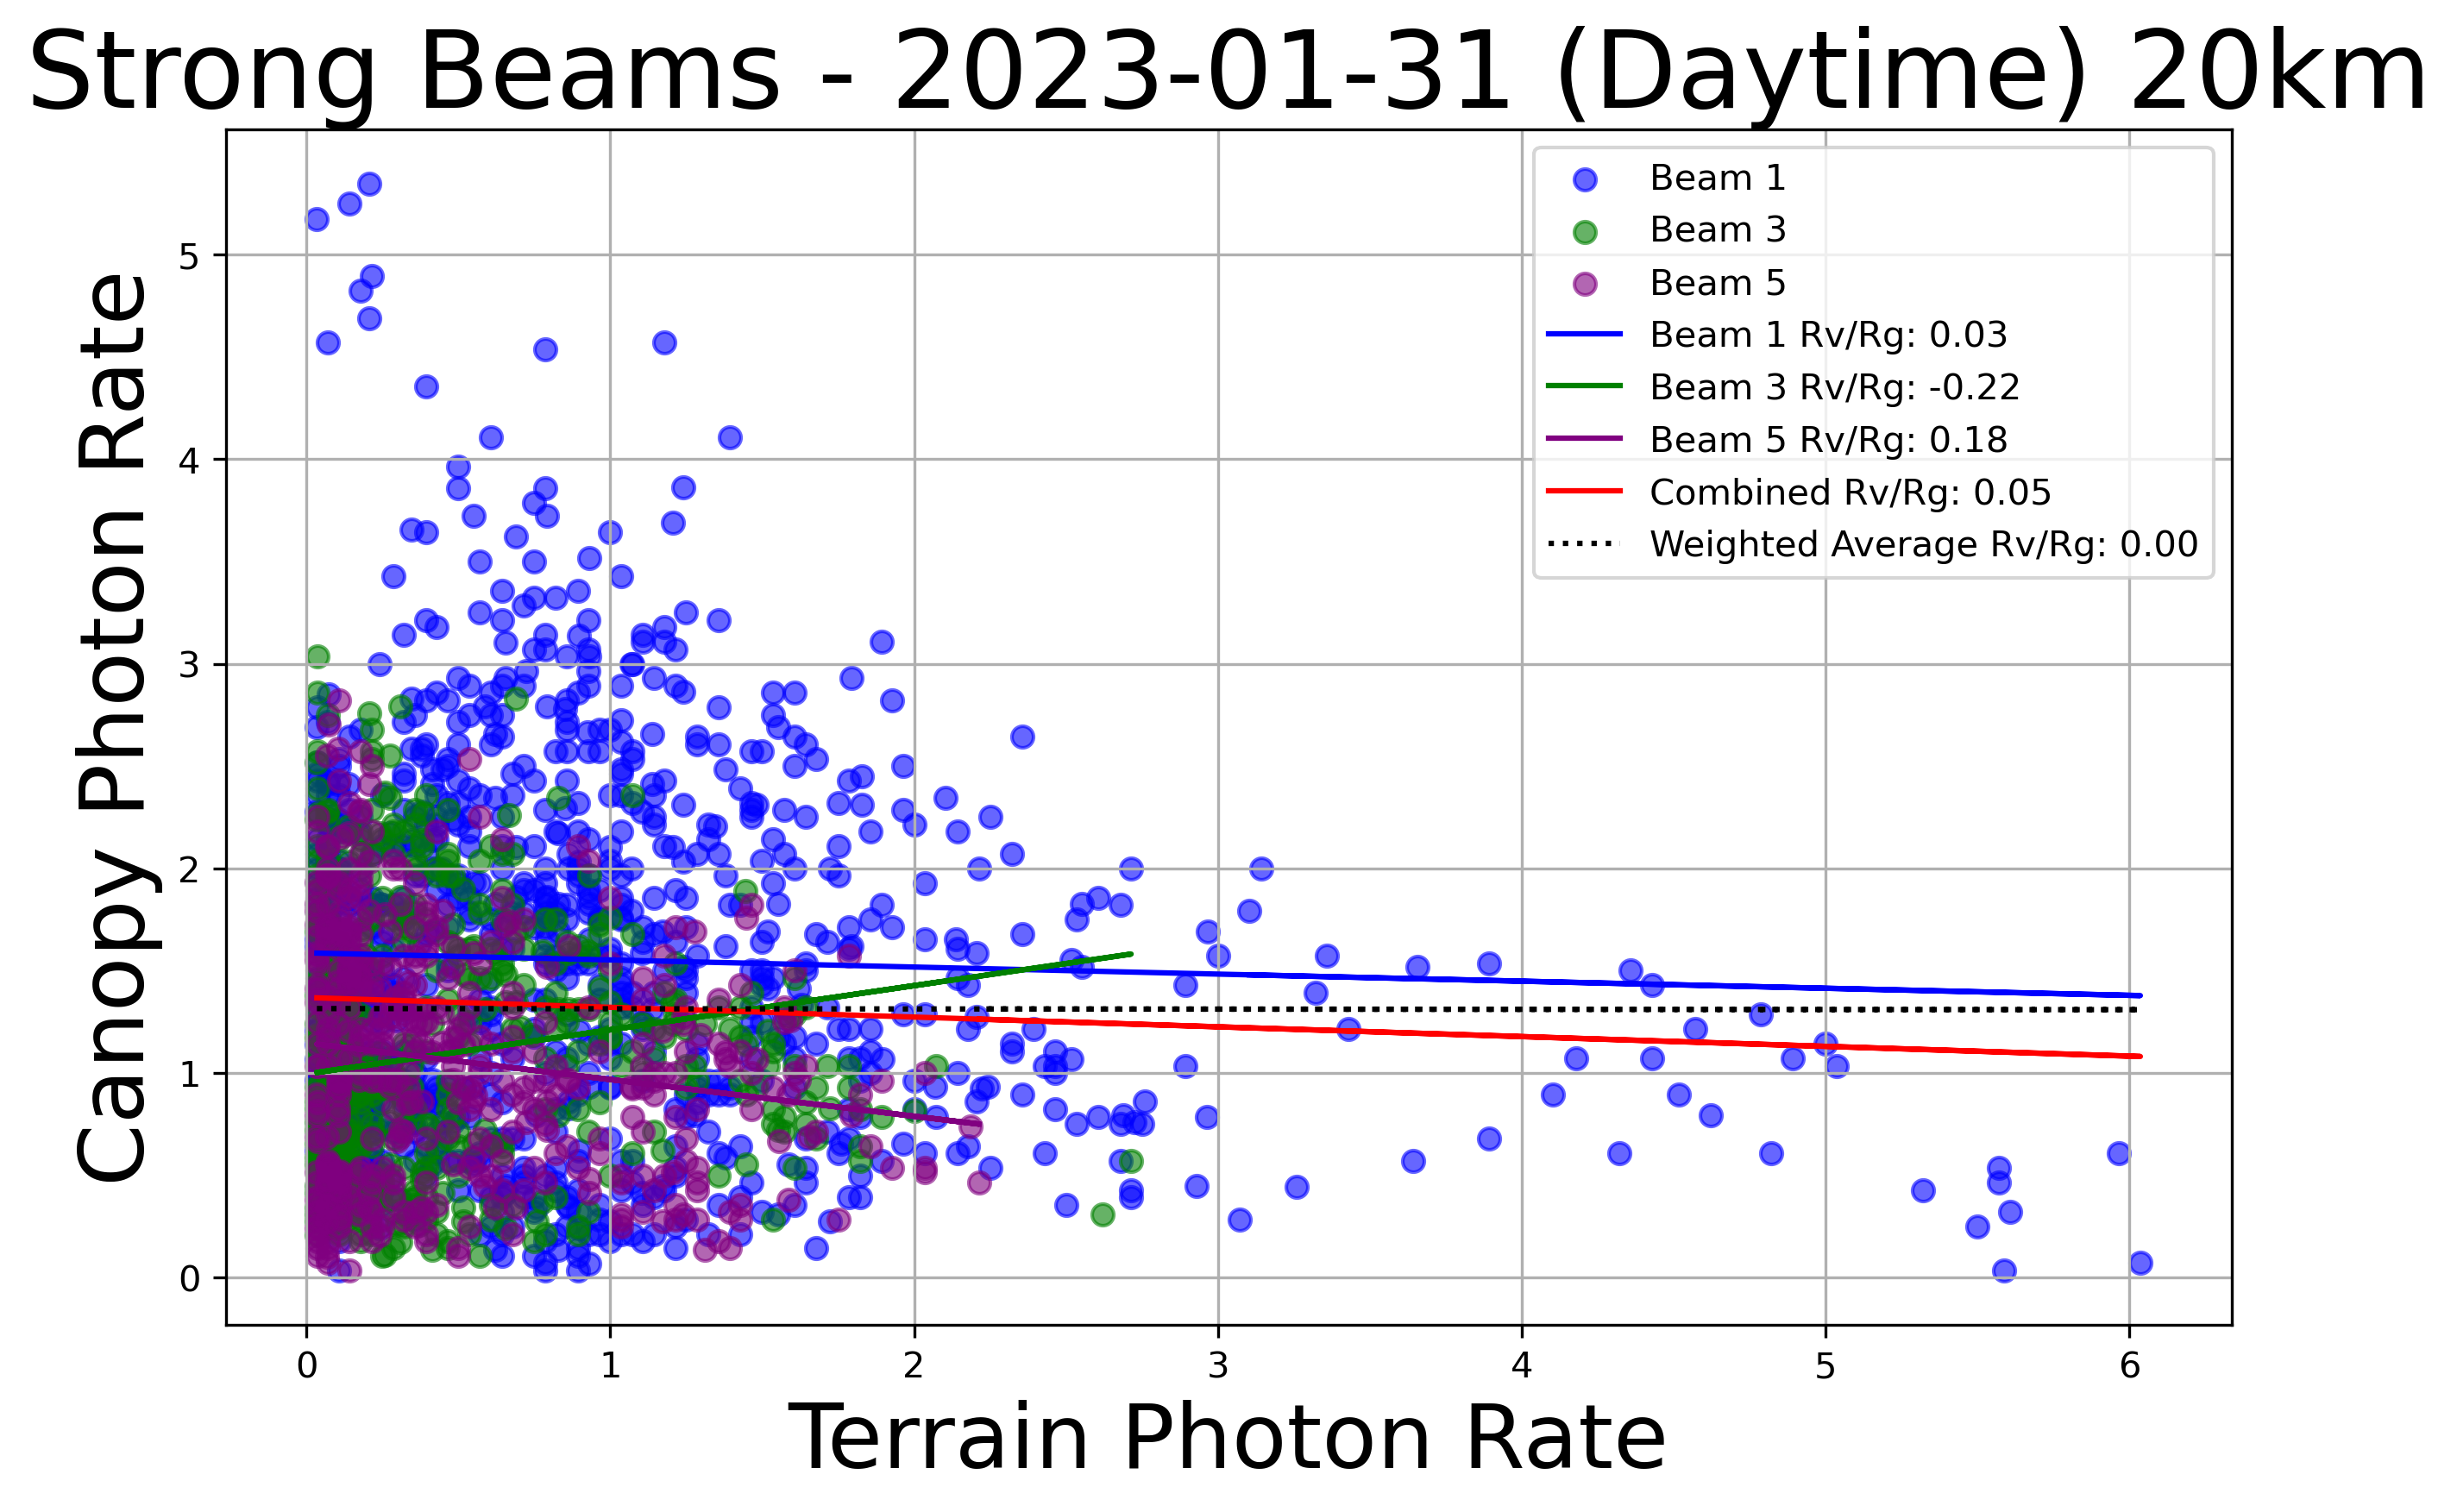 Strong Beams - 2023-01-31 (Daytime) 20km
Canopy Photon Rate
5
4
3
2
1
0
Beam 1
Beam 3
Beam 5
Beam 1 Rv/Rg: 0.03
Beam 3 Rv/Rg: -0.22
Beam 5 Rv/Rg: 0.18
Combined Rv/Rg: 0.05
Weighted Average Rv/Rg: 0.00
0 1 2 3 4 5 6
Terrain Photon Rate